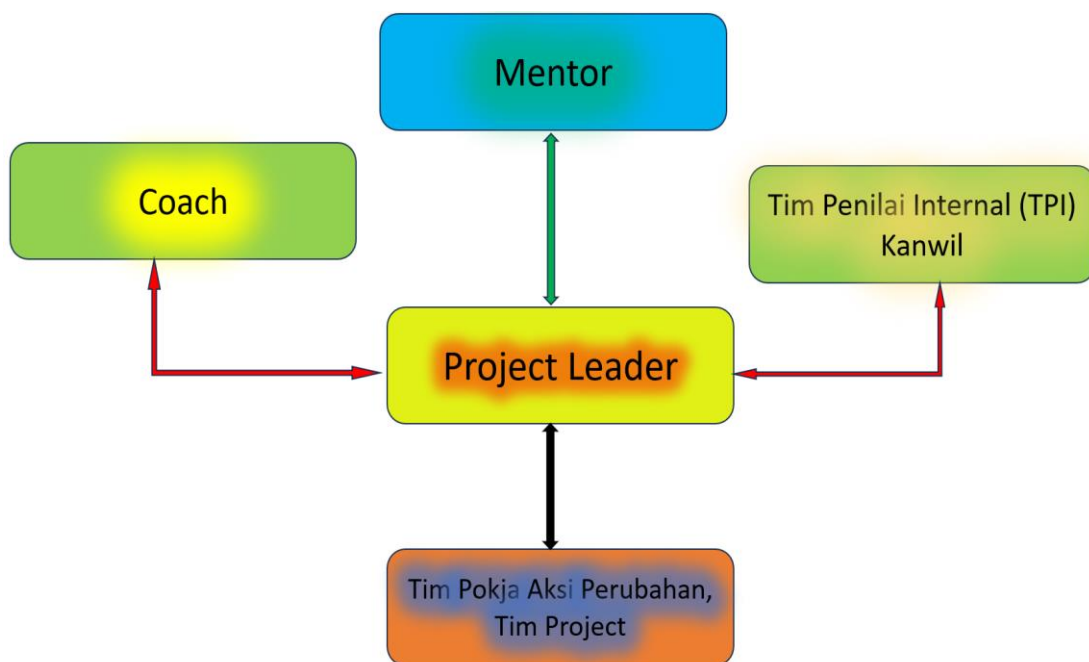 Mentor
Coach
Tim Penilai Internal (TPI)
Kanwil
Project Leader
Tim Pokja Aksi Perubahan,
Tim Project